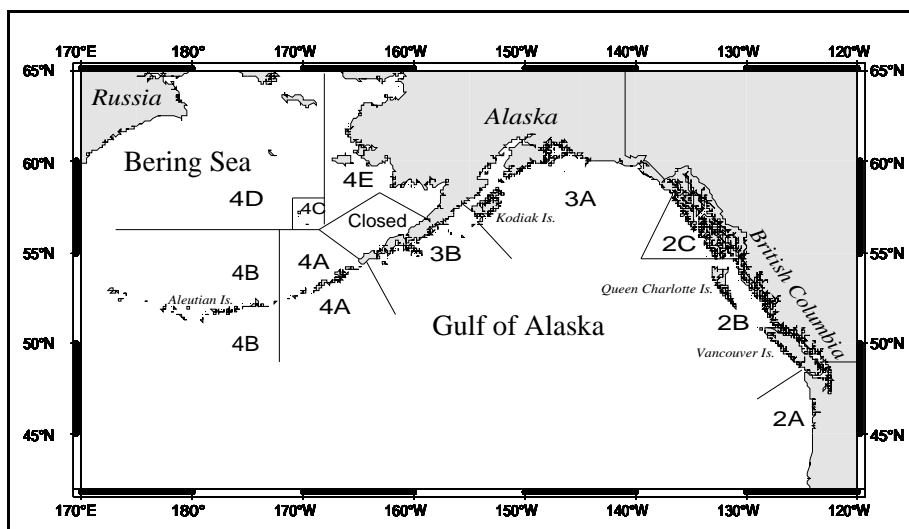 170°E 180° 170°W 160°W 150°W 140°W 130°W 120°W
65°N 65°N
Russia
Alaska
Bering Sea
60°N 60°N
4E
3A
4D
4C
Closed
Kodiak Is.
55°N 55°N
3B
2C
British Columbia
4A
4B
Queen Charlotte Is.
Aleutian Is.
4A
2B
Gulf of Alaska
50°N 50°N
4B
Vancouver Is.
2A
45°N 45°N
170°E 180° 170°W 160°W 150°W 140°W 130°W 120°W